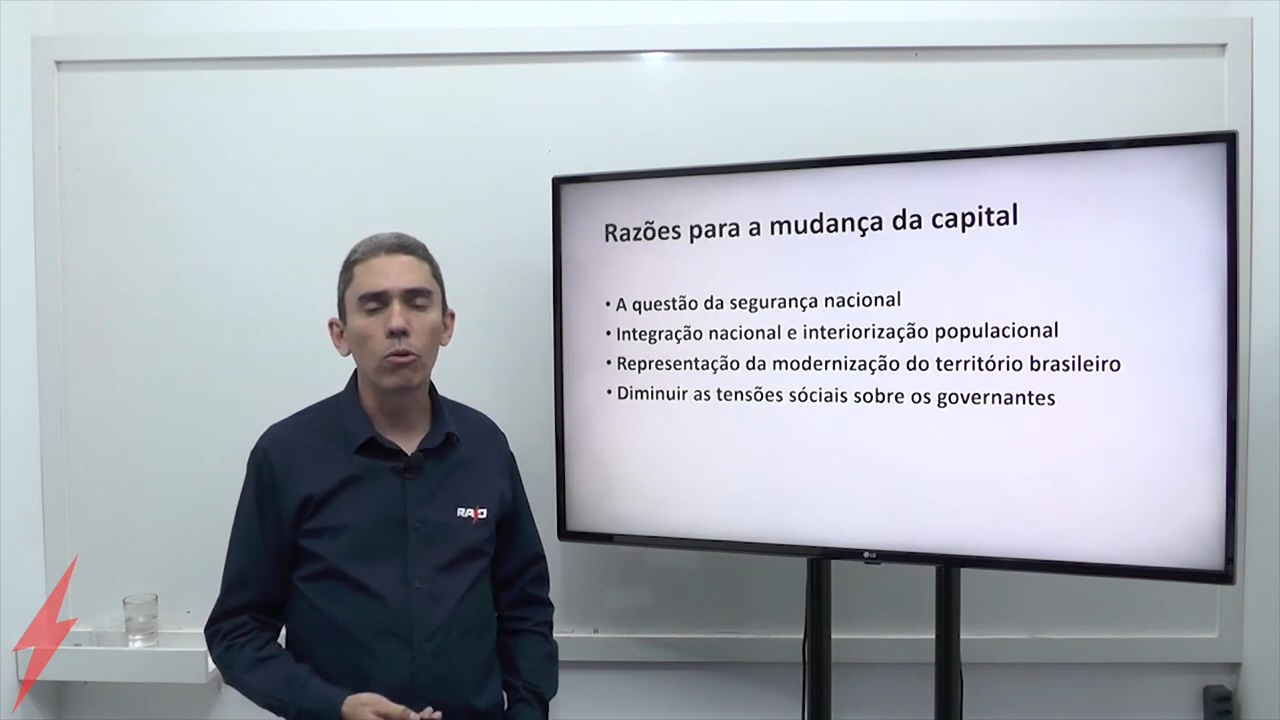 Razões para a mudança da capital
• A questão da segurança nacional
• Integração nacional e interiorização populacional
• Representação da modernização do território brasileiro
• Diminuir as tensões sóciais sobre os governantes
RAIO
LG